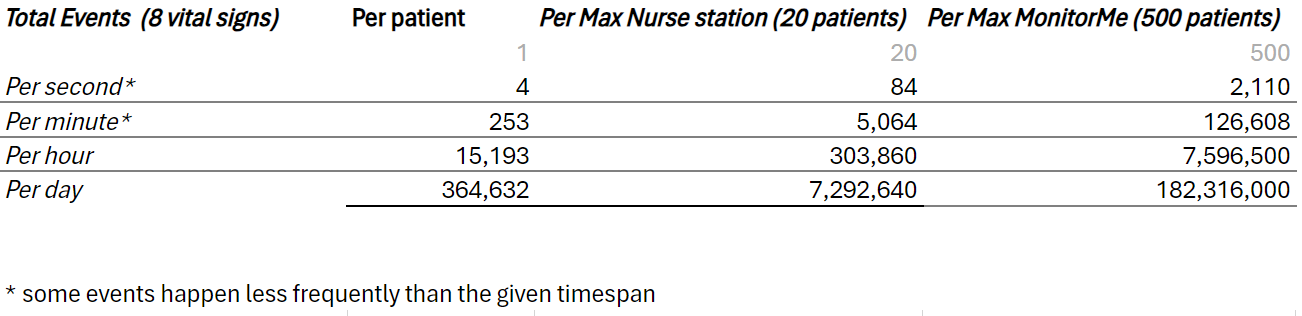 Total Events (8 vital signs) Per patient Per Max Nurse station (20 patients) Per Max MonitorMe (500 patients)
1 20 500
Per second* 4 84 2,110
Per minute* 253 5,064 126,608
Per hour 15,193 303,860 7,596,500
Per day 364,632 7,292,640 182,316,000
* some events happen less frequently than the given timespan